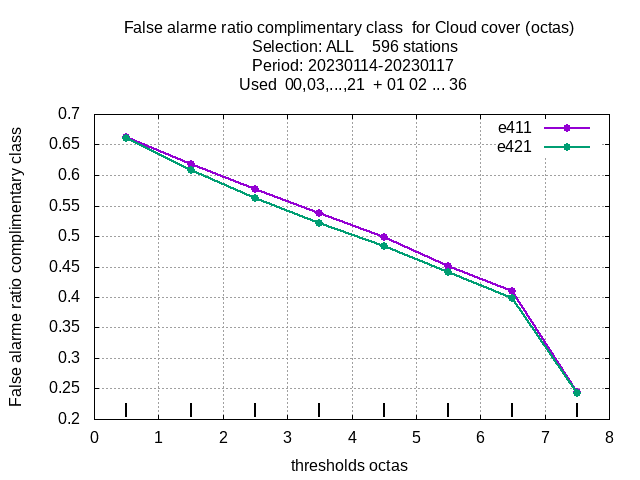 False alarme ratio complimentary class  for Cloud cover (octas)
Selection: ALL    596 stations
Period: 20230114-20230117
Used  00,03,...,21  + 01 02 ... 36
False alarme ratio complimentary class
0.7
0.65
0.6
0.55
0.5
0.45
0.4
0.35
0.3
0.25
0.2
e411
e421
0 1 2 3 4 5 6 7 8
thresholds octas